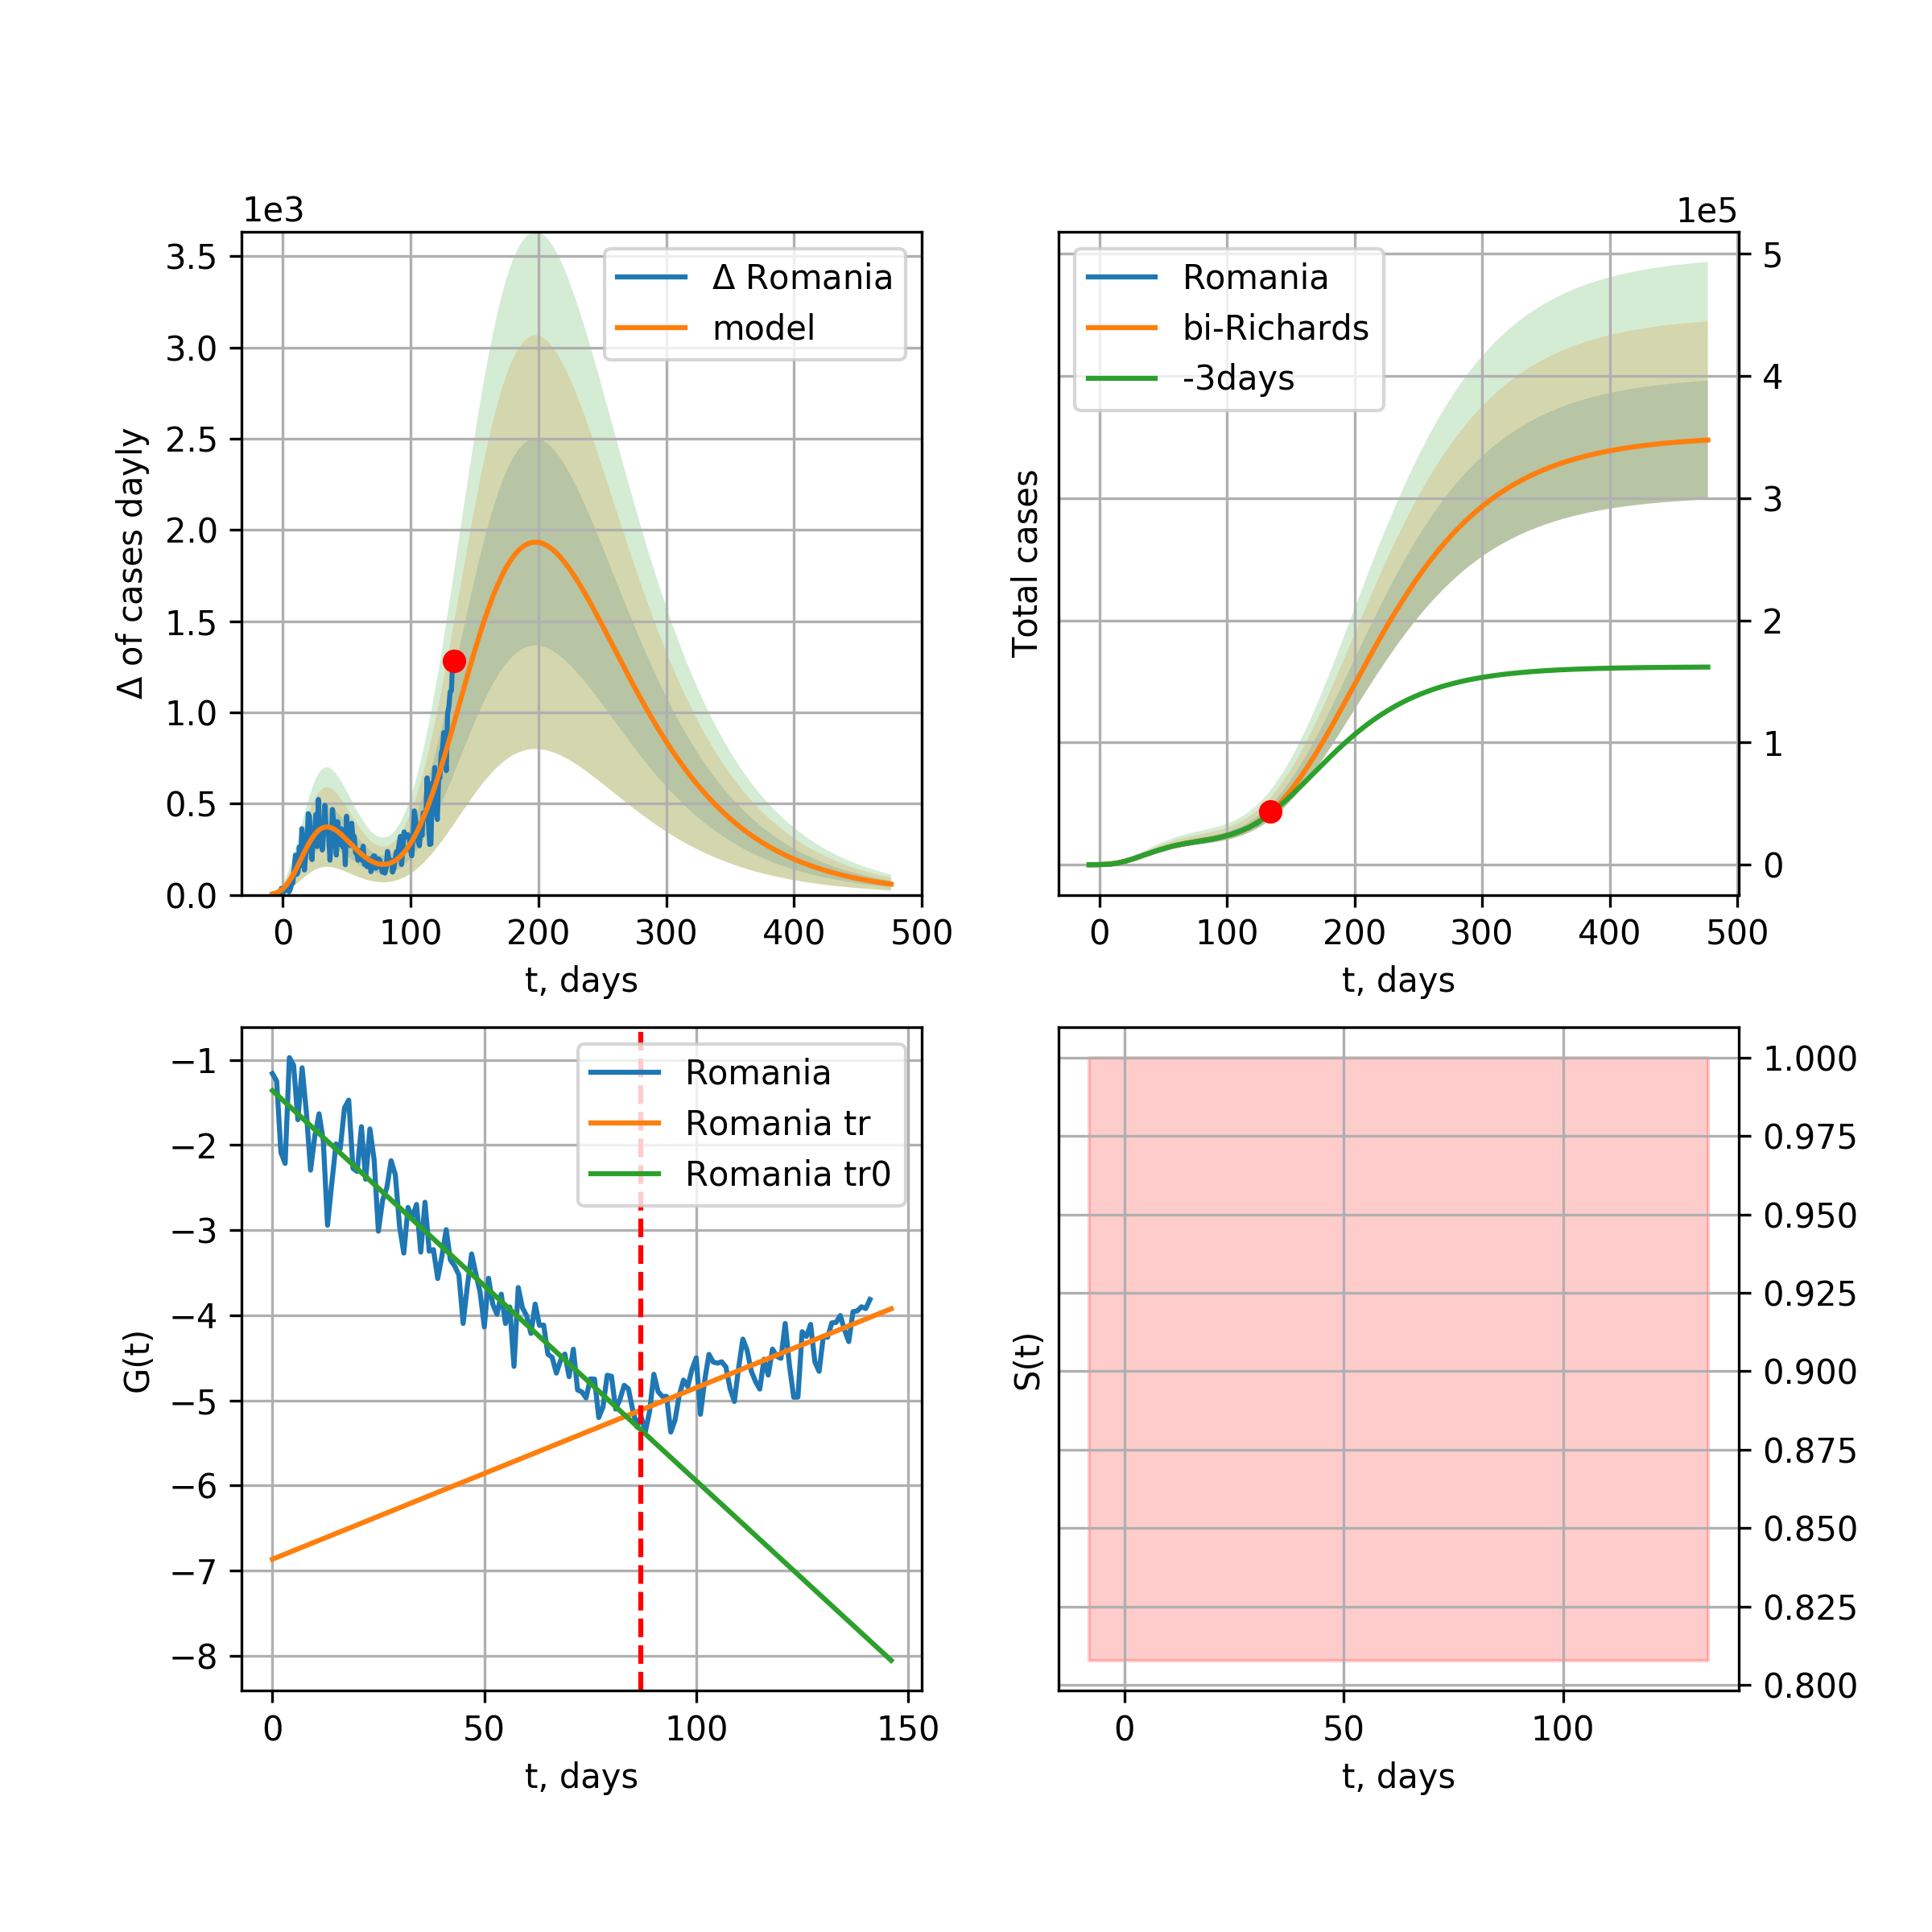 1e3
3.5
3.0
2.5
2.0
1.5
1.0
0.5
0.0
Δ of cases dayly
Δ Romania
model
0 100 200 300 400 500
t, days
1e5
Romania
bi-Richards
-3days
Total cases
5
4
3
2
1
0
0 100 200 300 400 500
t, days
−1
−2
−3
−4
−5
−6
−7
−8
G(t)
Romania
Romania tr
Romania tr0
0 50 100 150
t, days
S(t)
1.000
0.975
0.950
0.925
0.900
0.875
0.850
0.825
0.800
0 50 100
t, days